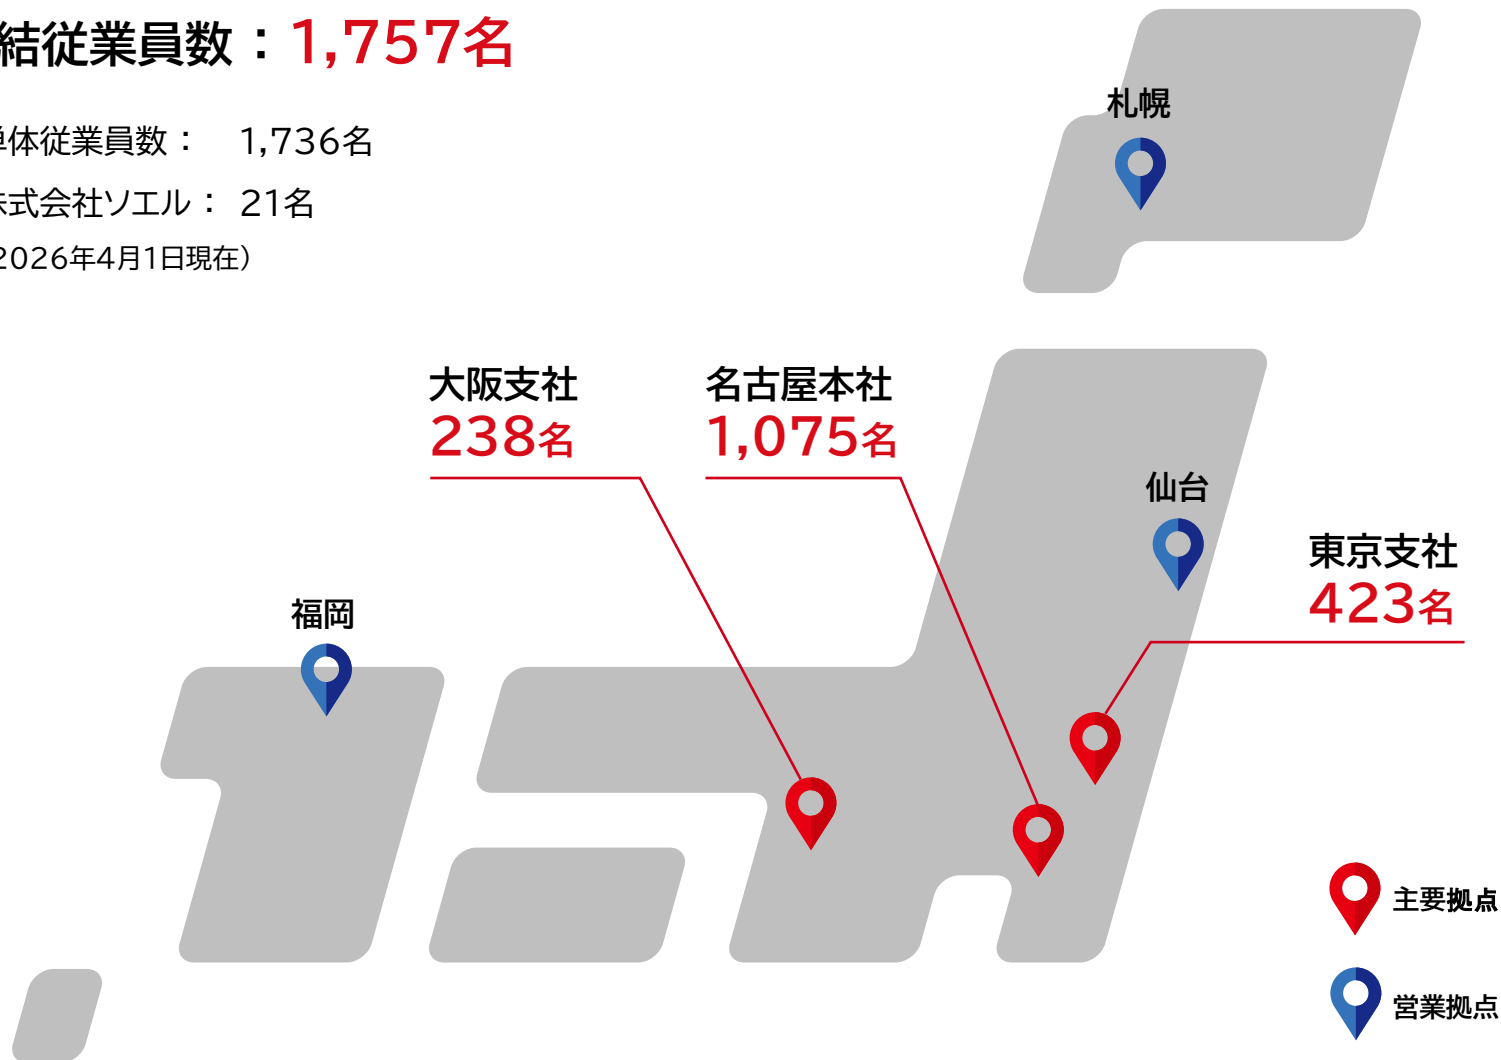 結従業員数：1,757名
体従業員数： 1,736名
式会社ソエル： 21名
2026年4月1日現在）
札幌
大阪支社
238名
名古屋本社
1,075名
仙台
東京支社
423名
福岡
主要拠点
営業拠点